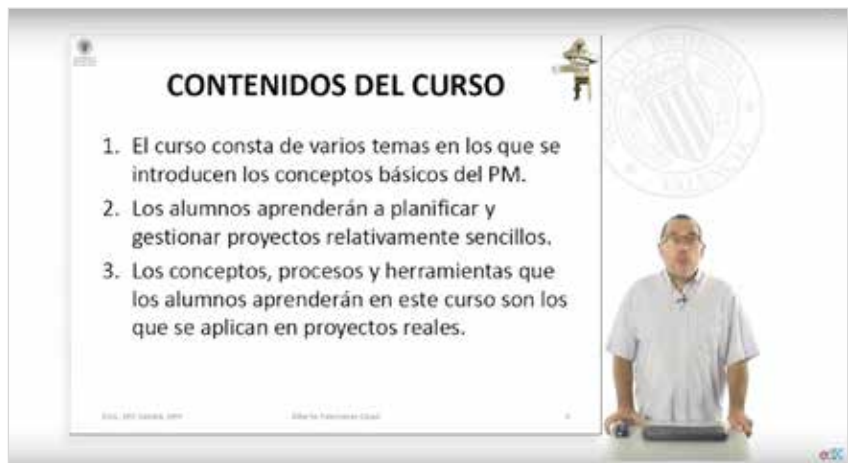 CONTENIDOS DEL CURSO
1. El curso consta de varios temas en los que se
introducen los conceptos básicos del PM.
2. Los alumnos aprenderán a planificar y
gestionar proyectos relativamente sencillos.
3. Los conceptos, procesos y herramientas que
los alumnos aprenderán en este curso son los
que se aplican en proyectos reales.
edX